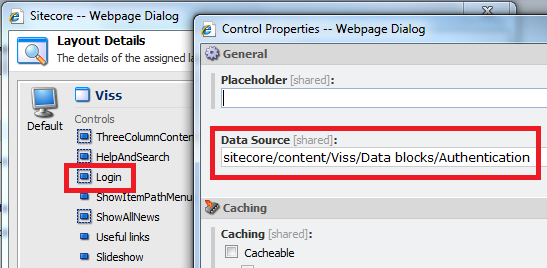 Sitecore -- Webpage Dialog
Layout Details
The details of the assigned la
Viss
Default
Controls
ThreeColumnConten
HelpAndSearch
Login
ShowItemPathMenu
ShowAllNews
Useful links
Slideshow
Control Properties -- Webpage Dialog
General
Placeholder [shared]:
Data Source [shared]:
sitecore/content/Viss/Data blocks/Authentication
Caching
Caching [shared]:
Cacheable